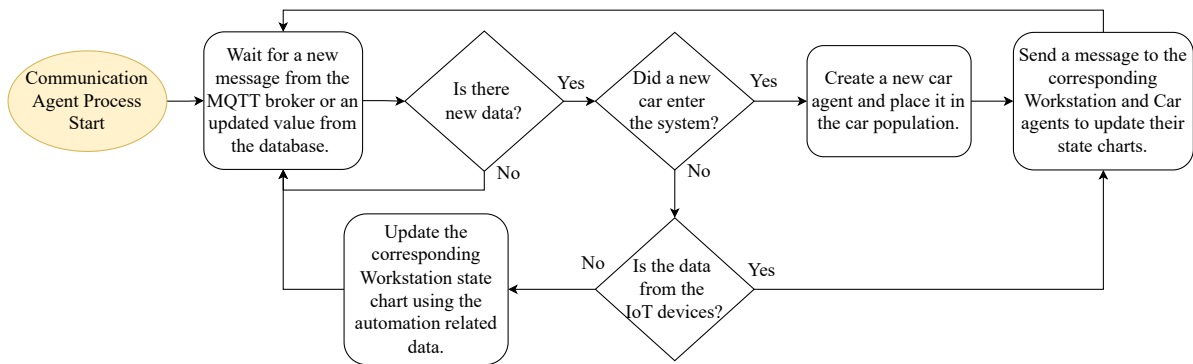 Communication
Agent Process
Start
Wait for a new
message from the
MQTT broker or an
updated value from
the database.
Is there
new data?
Yes
No
Did a new
car enter
the system?
Yes
No
Create a new car
agent and place it in
the car population.
Send a message to the
corresponding
Workstation and Car
agents to update their
state charts.
Update the
corresponding
Workstation state
chart using the
automation related
data.
No
Is the data
from the
IoT devices?
Yes